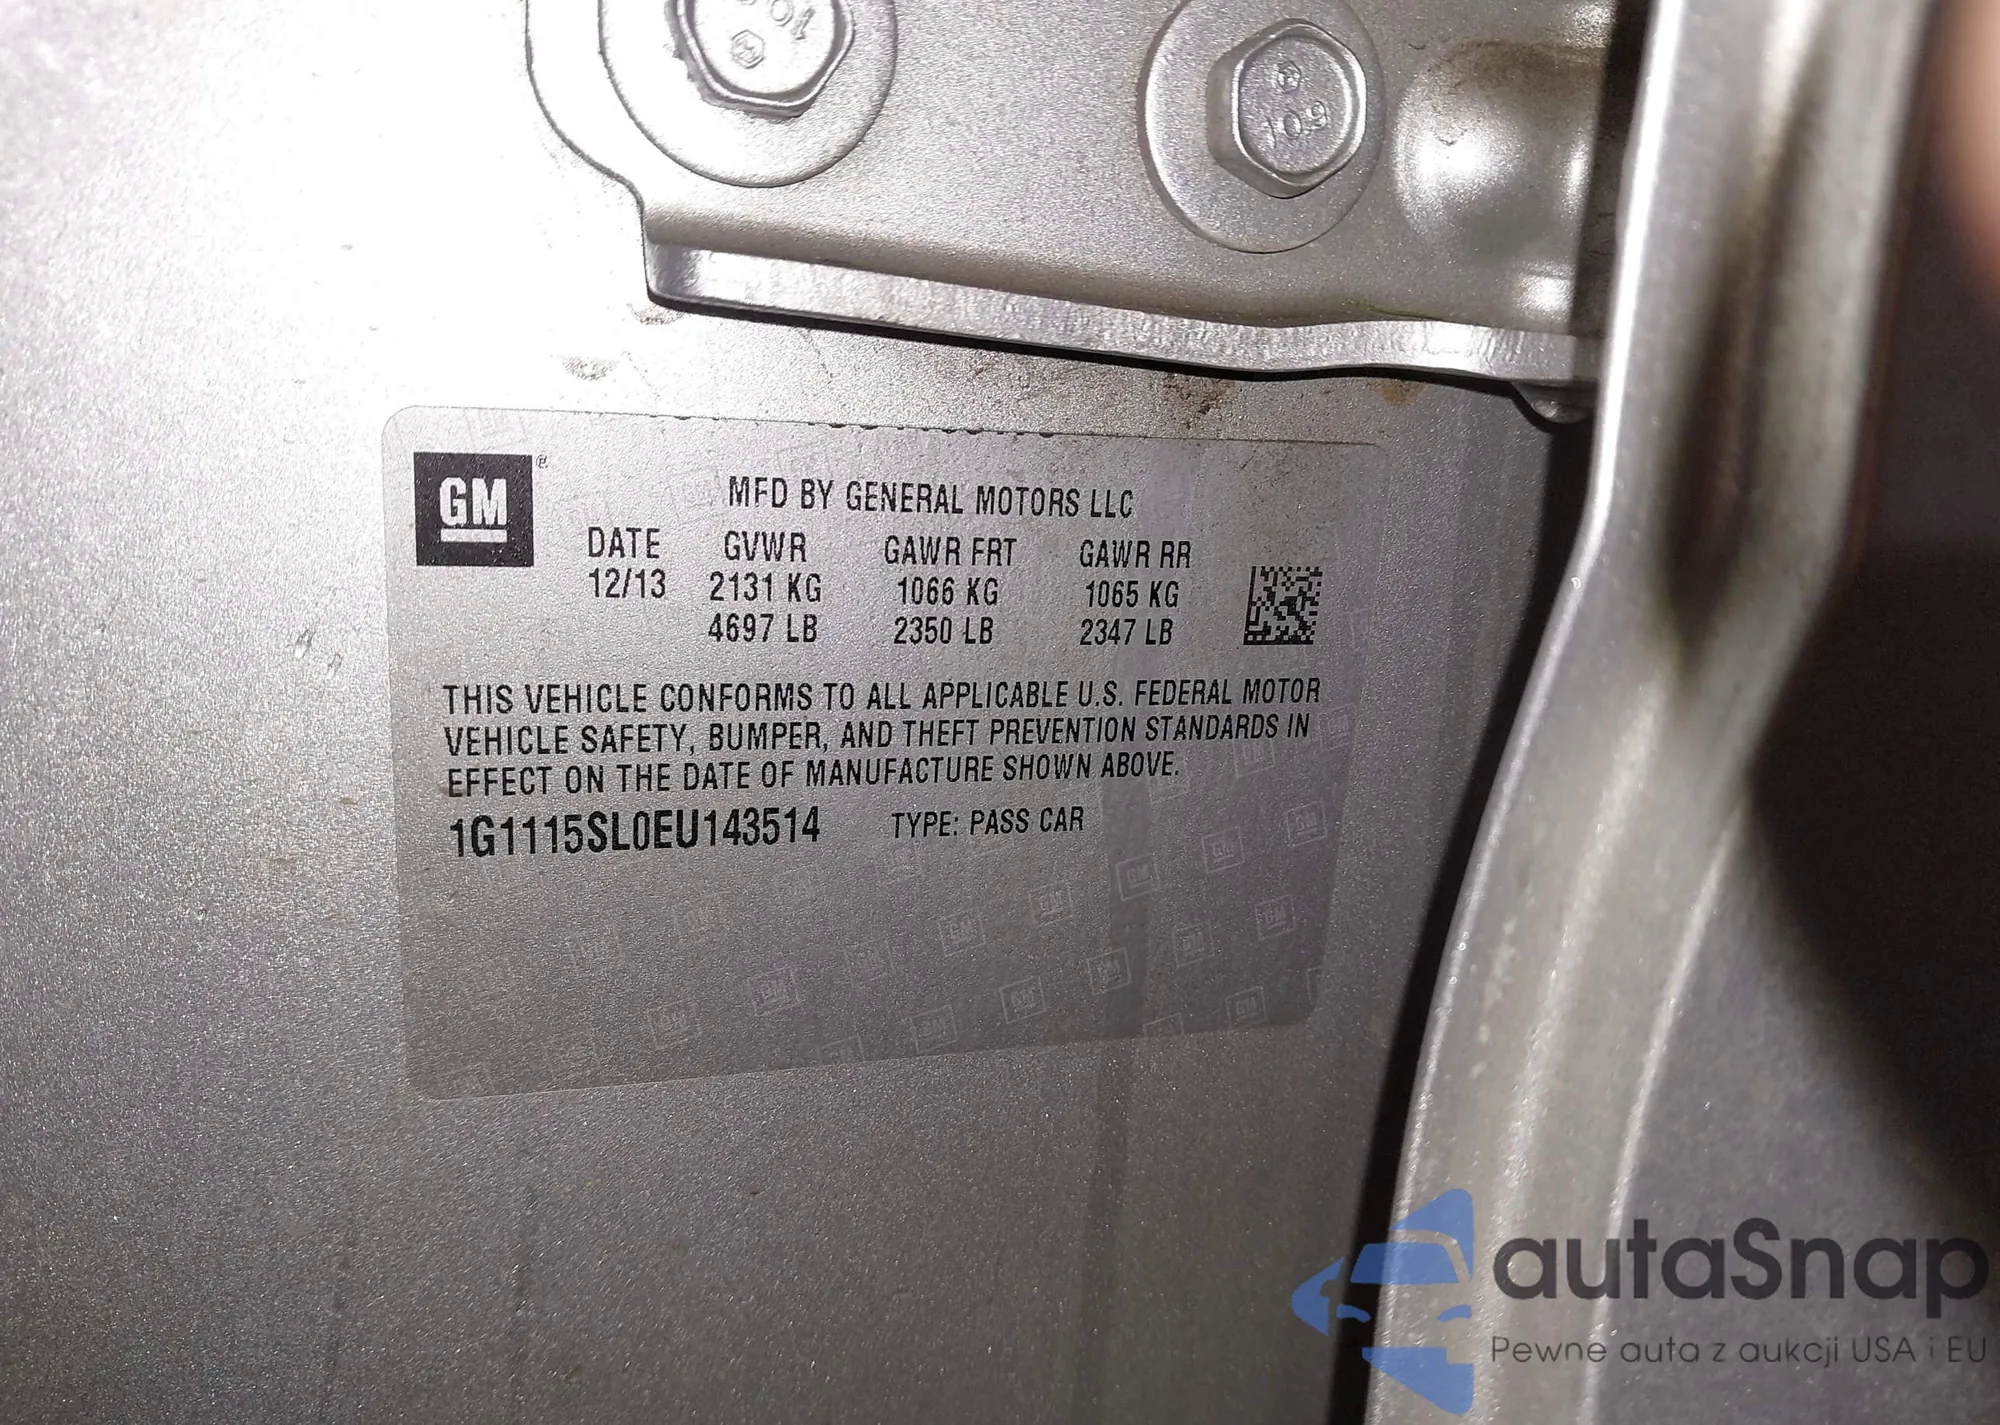 109
GM
MFD BY GENERAL MOTORS LLC
DATE GVWR GAWR FRT GAWR RR
12/13 2131 KG 1066 KG 1065 KG
4697 LB 2350 LB 2347 LB
THIS VEHICLE CONFORMS TO ALL APPLICABLE U.S. FEDERAL MOTOR
VEHICLE SAFETY, BUMPER, AND THEFT PREVENTION STANDARDS IN
EFFECT ON THE DATE OF MANUFACTURE SHOWN ABOVE.
1G1115SL0EU143514 TYPE: PASS CAR
autaSnap
Pewne auta z aukcji USA i EU